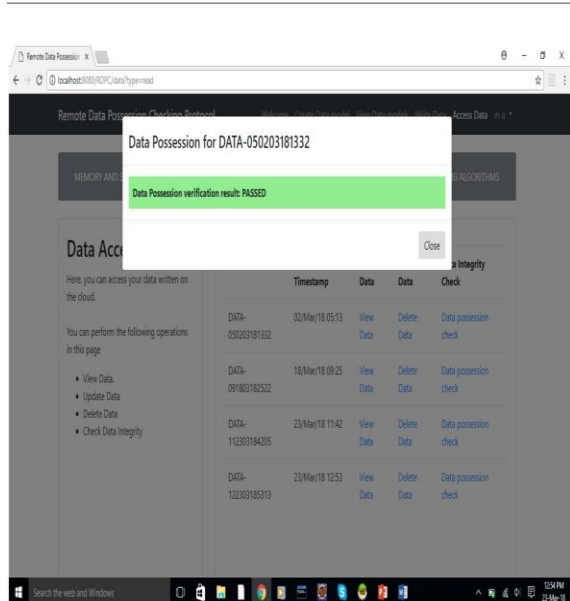 Remote Data Possession X
localhost:8080/RDPC/data?type=read
Remote Data Possession Checking Protocol Welcome Create Data model View Data models Write Data Access Data m a
Data Possession for DATA-050203181332
MEMORY AND S
NG ALGORITHMS
Data Possession verification result: PASSED
Close
Data Acce
Here, you can access your data written on
the cloud.
You can perform the following operations
in this page
• View Data.
• Update Data
• Delete Data
• Check Data Integrity
a Integrity
Timestamp Data Data Check
DATA- 02/Mar/18 05:13 View Delete Data possession
050203181332 Data Data check
DATA- 18/Mar/18 09:25 View Delete Data possession
091803182522 Data Data check
DATA- 23/Mar/18 11:42 View Delete Data possession
112303184205 Data Data check
DATA- 23/Mar/18 12:53 View Delete Data possession
122303185313 Data Data check
Search the web and Windows
12:54 PM
23-Mar-18